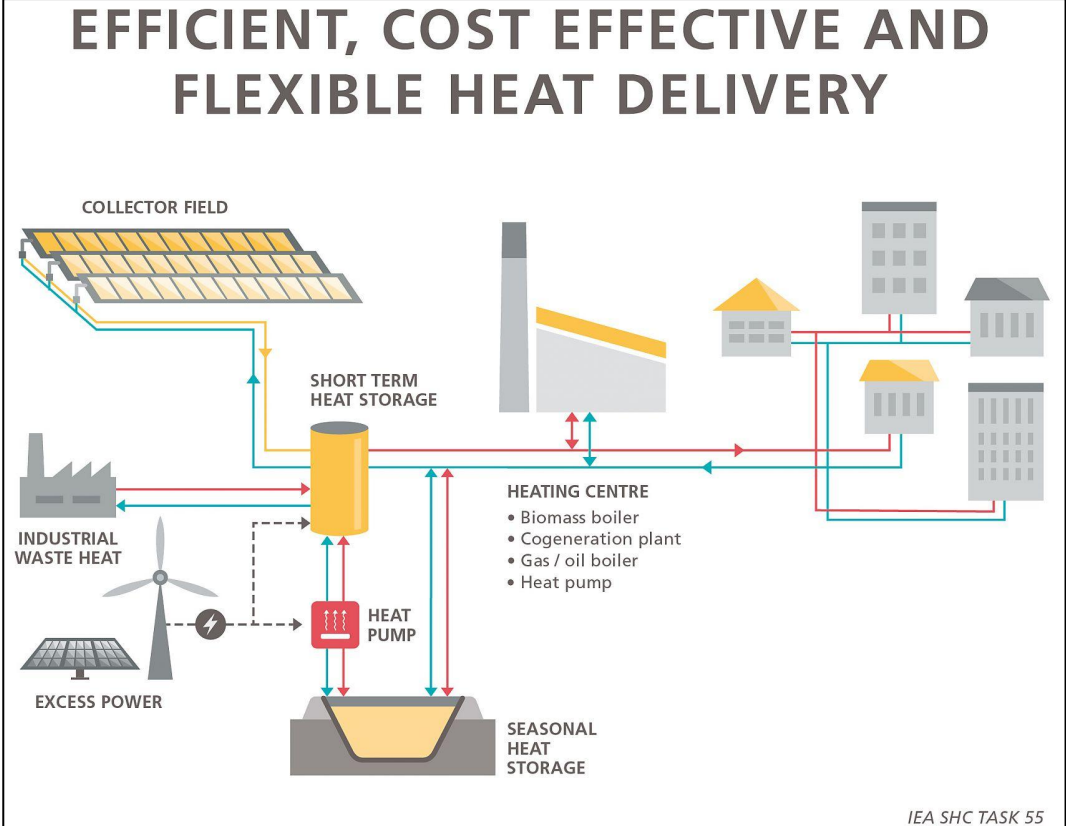 EFFICIENT, COST EFFECTIVE AND
FLEXIBLE HEAT DELIVERY
COLLECTOR FIELD
SHORT TERM
HEAT STORAGE
INDUSTRIAL
WASTE HEAT
HEATING CENTRE
• Biomass boiler
• Cogeneration plant
• Gas / oil boiler
• Heat pump
HEAT
PUMP
EXCESS POWER
SEASONAL
HEAT
STORAGE
IEA SHC TASK 55